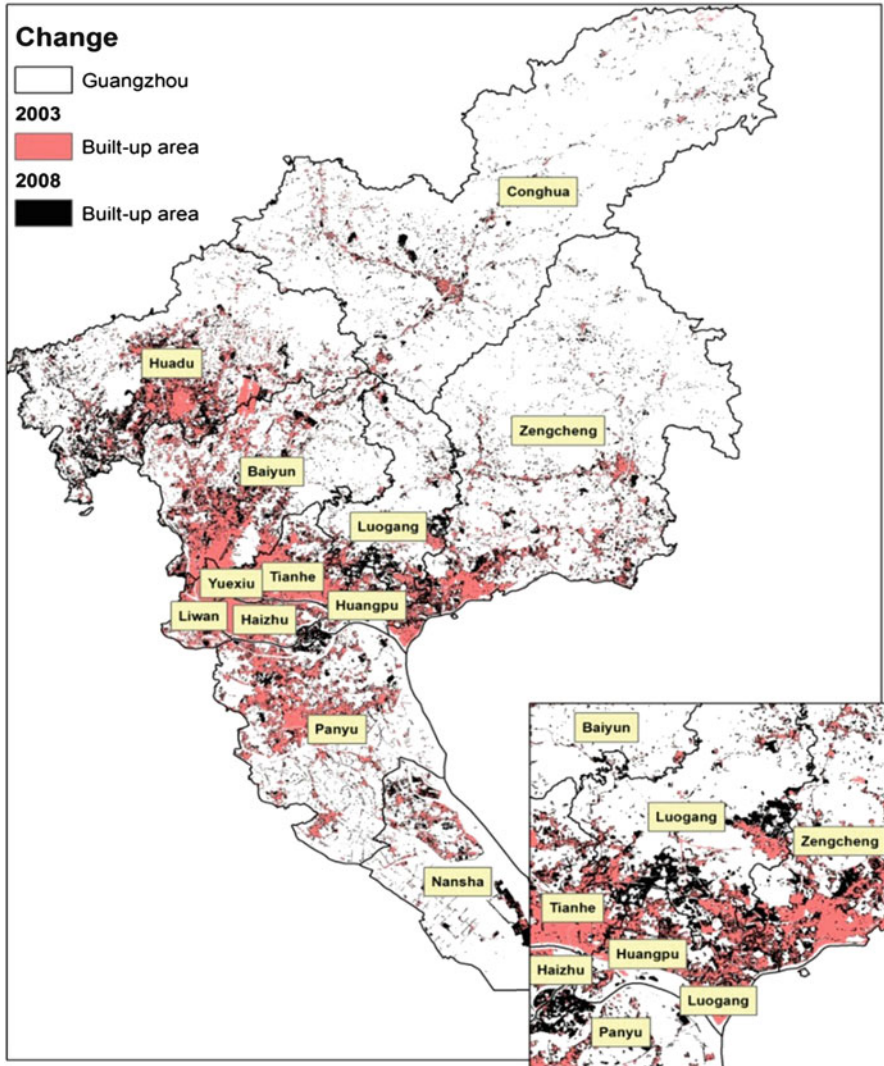 Change
Guangzhou
2003
Built-up area
2008
Built-up area
Conghua
Huadu
Zengcheng
Baiyun
Luogang
Yuexiu
Tianhe
Liwan
Haizhu
Huangpu
Panyu
Nansha
Baiyun
Luogang
Zengcheng
Tianhe
Huangpu
Haizhu
Luogang
Panyu